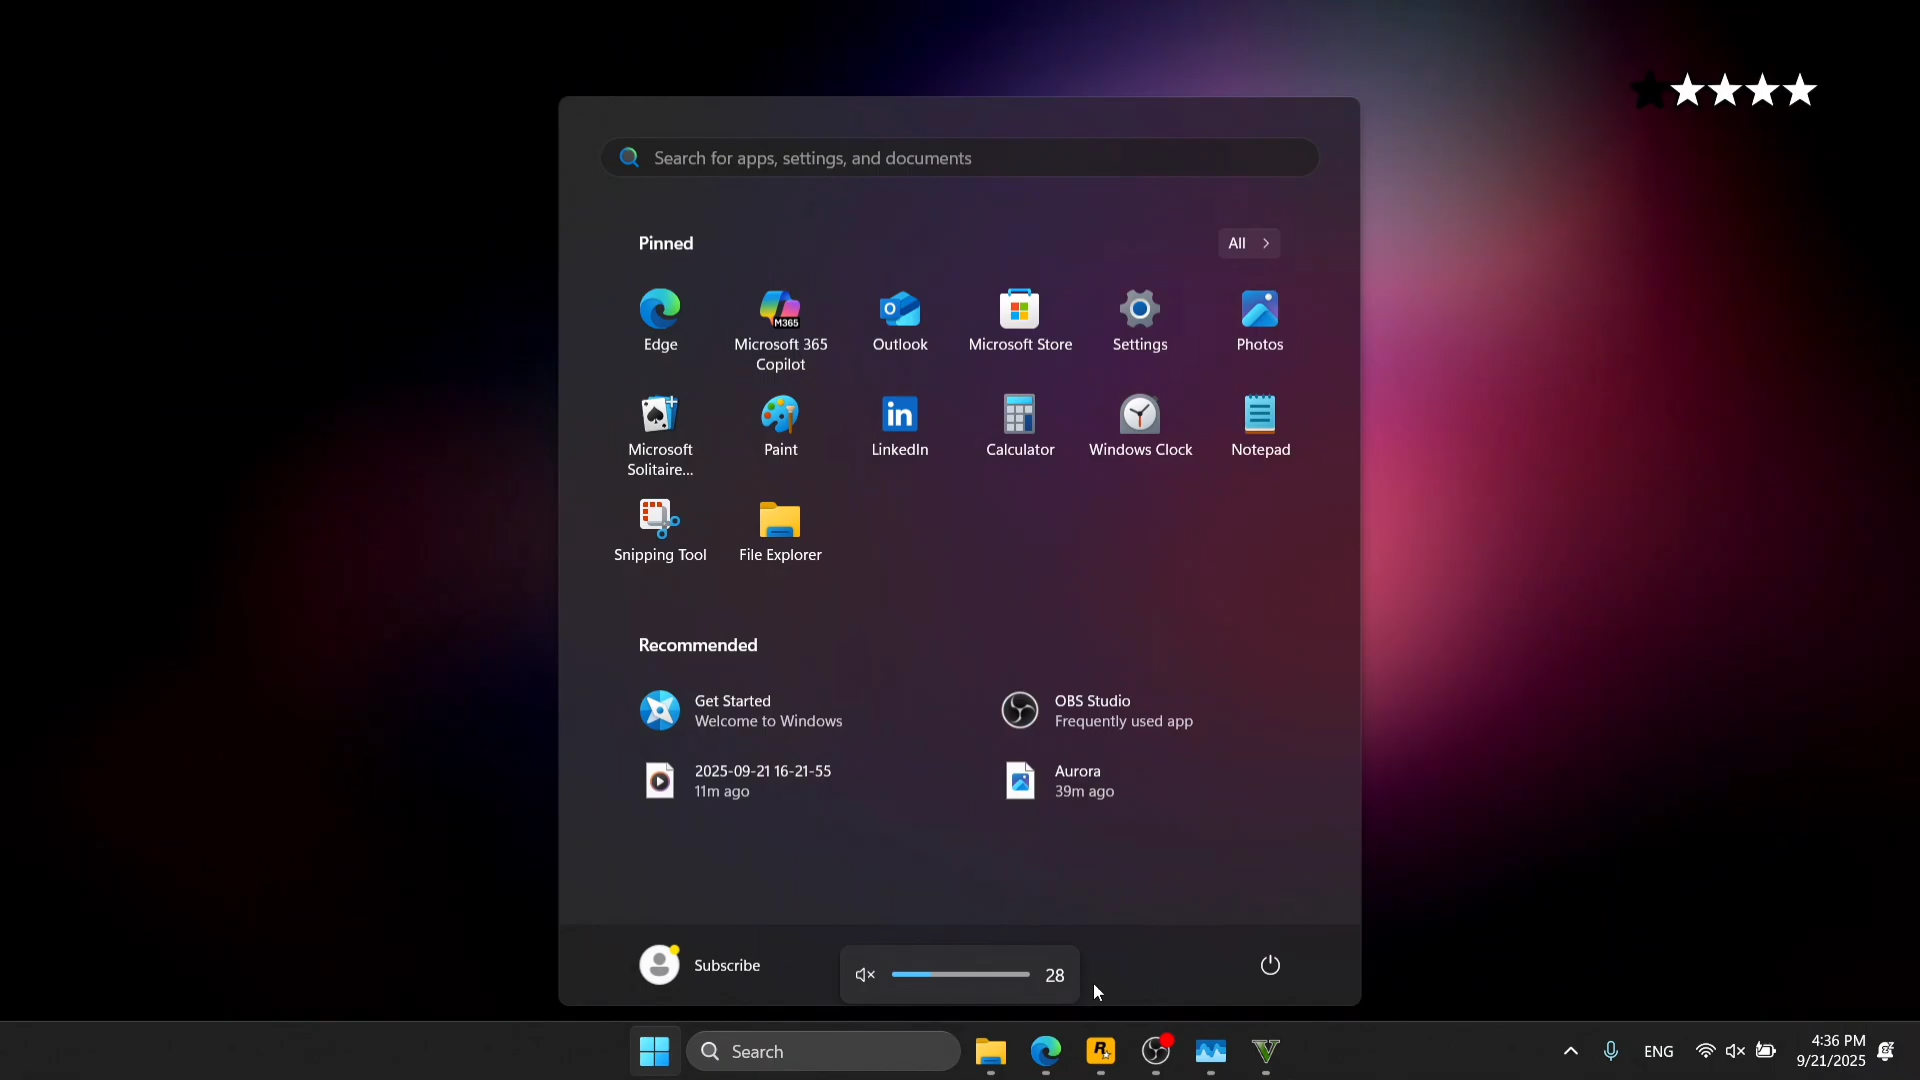 Search for apps, settings, and documents
Pinned
All
Edge
M365
Microsoft 365
Copilot
Outlook
Microsoft Store
Settings
Photos
Microsoft
Solitaire...
Paint
in
LinkedIn
Calculator
Windows Clock
Notepad
Snipping Tool
File Explorer
Recommended
Get Started
Welcome to Windows
OBS Studio
Frequently used app
2025-09-21 16-21-55
11m ago
Aurora
39m ago
Subscribe
28
Search
ENG
4:36 PM
9/21/2025